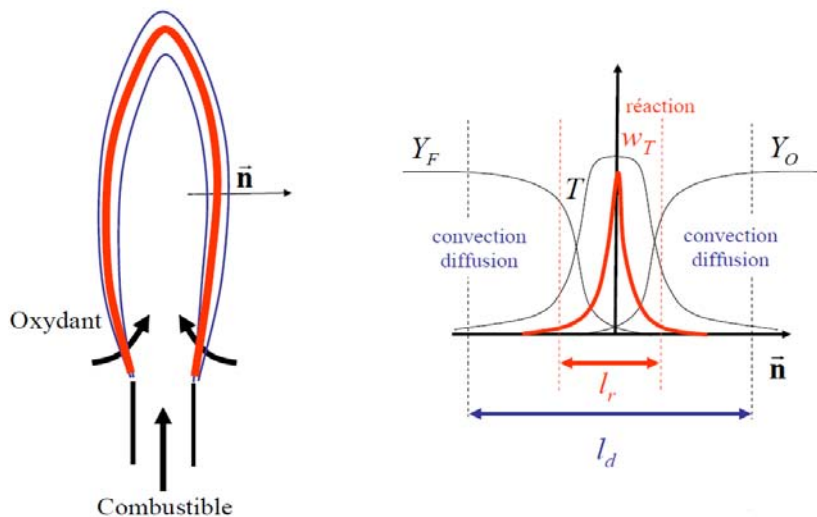 n
Oxydant
Combustible
réaction
w_T
Y_F
Y_O
T
convection
diffusion
convection
diffusion
n
l_r
l_d